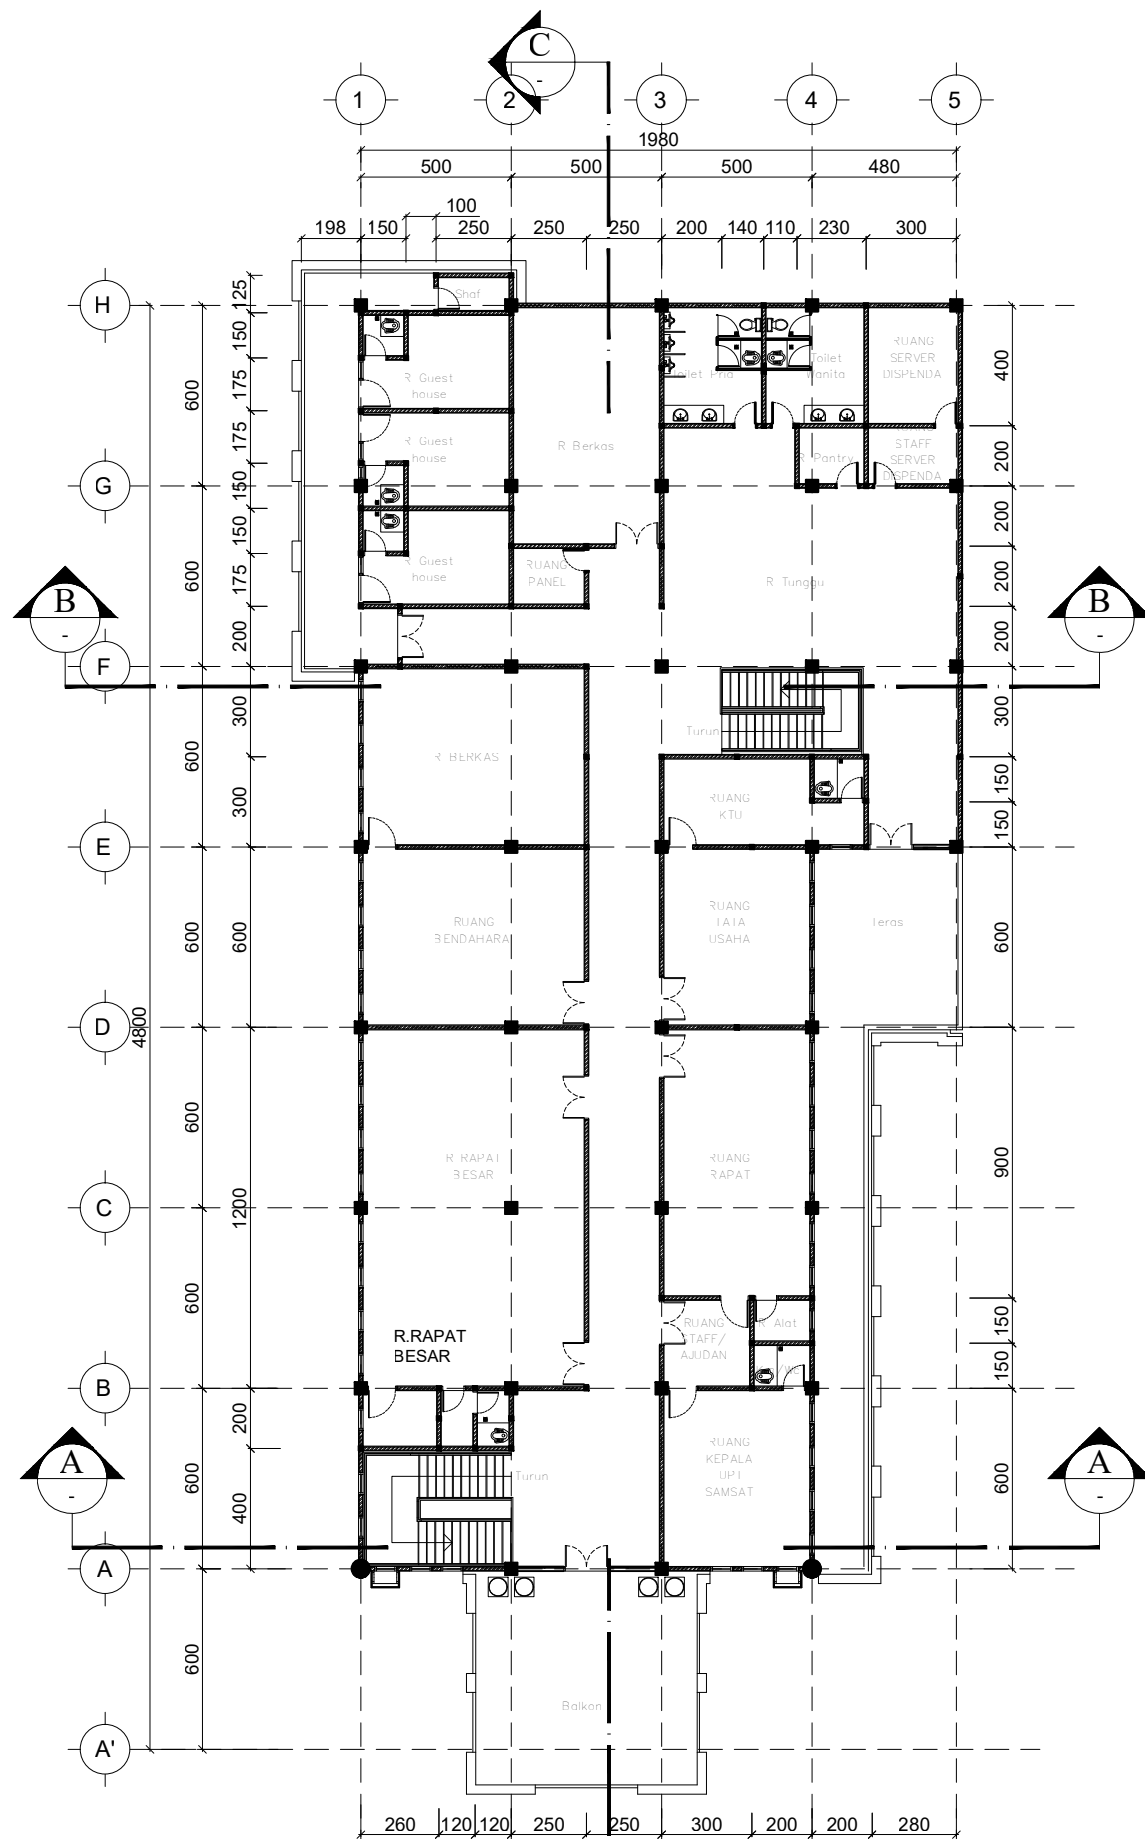 C
-
1
2
3
4
5
1980
500
500
500
480
100
198
150
250
250
250
200
140
110
230
300
H
G
F
E
D
C
B
A
A'
4800
600
600
600
600
600
600
600
600
125
150
175
175
150
150
175
200
300
300
600
1200
200
400
400
200
200
200
200
300
150
150
600
900
150
150
600
B
-
B
-
A
-
A
-
Shaf
R Guest
house
R Guest
house
R Guest
house
R Berkas
RUANG
PANEL
Toilet Pria
Toilet
Wanita
RUANG
SERVER
DISPENDA
R Pantry
STAFF
SERVER
DISPENDA
R Tunggu
Turun
R BERKAS
RUANG
KTU
RUANG
BENDAHARA
RUANG
TATA
USAHA
Teras
R RAPAT
BESAR
RUANG
RAPAT
R.RAPAT
BESAR
RUANG
STAFF/
AJUDAN
R. Alat
Turun
RUANG
KEPALA
UPT
SAMSAT
Balkon
260
120
120
250
250
300
200
200
280